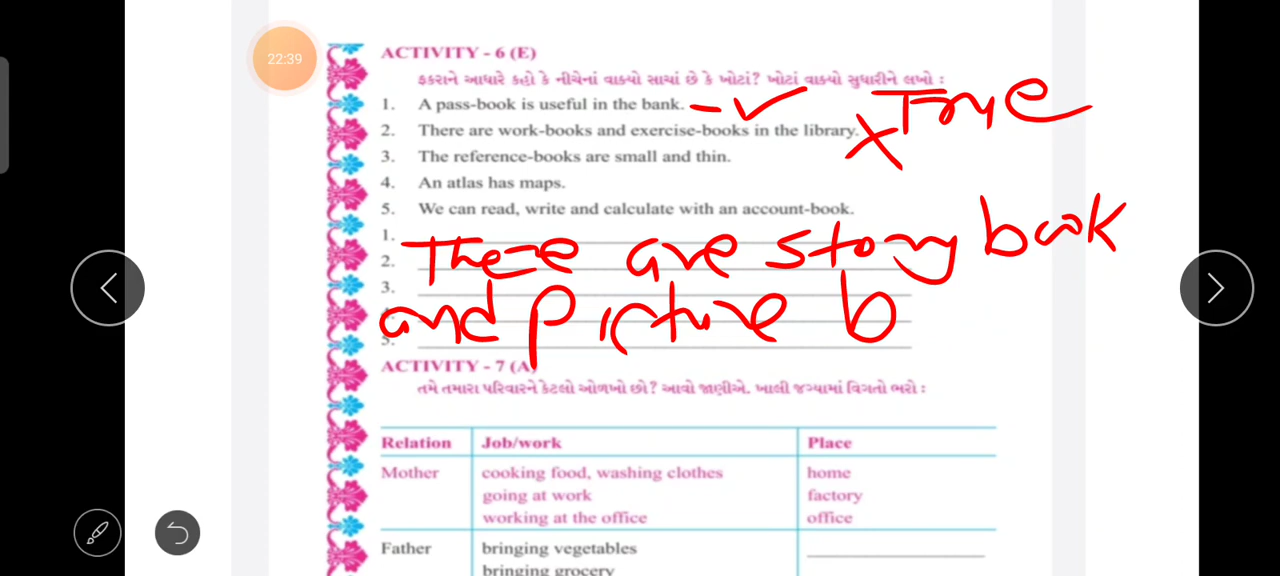 22:39
ACTIVITY - 6 (E)
ફકરાને આધારે કહો કે નીચેનાં વાક્યો સાચાં છે કે ખોટાં? ખોટાં વાક્યો સુધારીને લખો :
1. A pass-book is useful in the bank. True
2. There are work-books and exercise-books in the library.
3. The reference-books are small and thin.
4. An atlas has maps.
5. We can read, write and calculate with an account-book.
1.
There are story book
2.
3.
and picture b
5.
ACTIVITY - 7 (A
તમે તમારા પરિવારને કેટલો ઓળખો છો? આવો જાણીએ. ખાલી જગ્યામાં વિગતો ભરો :
Relation Job/work Place
Mother cooking food, washing clothes home
going at work factory
working at the office office
Father bringing vegetables
bringing grocery